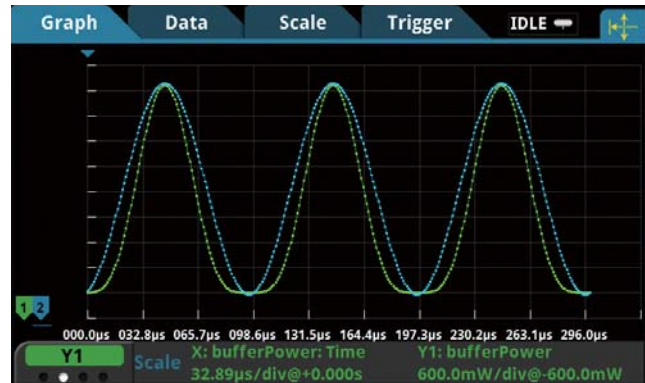 Graph Data Scale Trigger IDLE
1 2
000.0µs 032.8µs 065.7µs 098.6µs 131.5µs 164.4µs 197.3µs 230.2µs 263.1µs 296.0µs
Y1 Scale X: bufferPower: Time Y1: bufferPower
32.89µs/div@+0.000s 600.0mW/div@-600.0mW